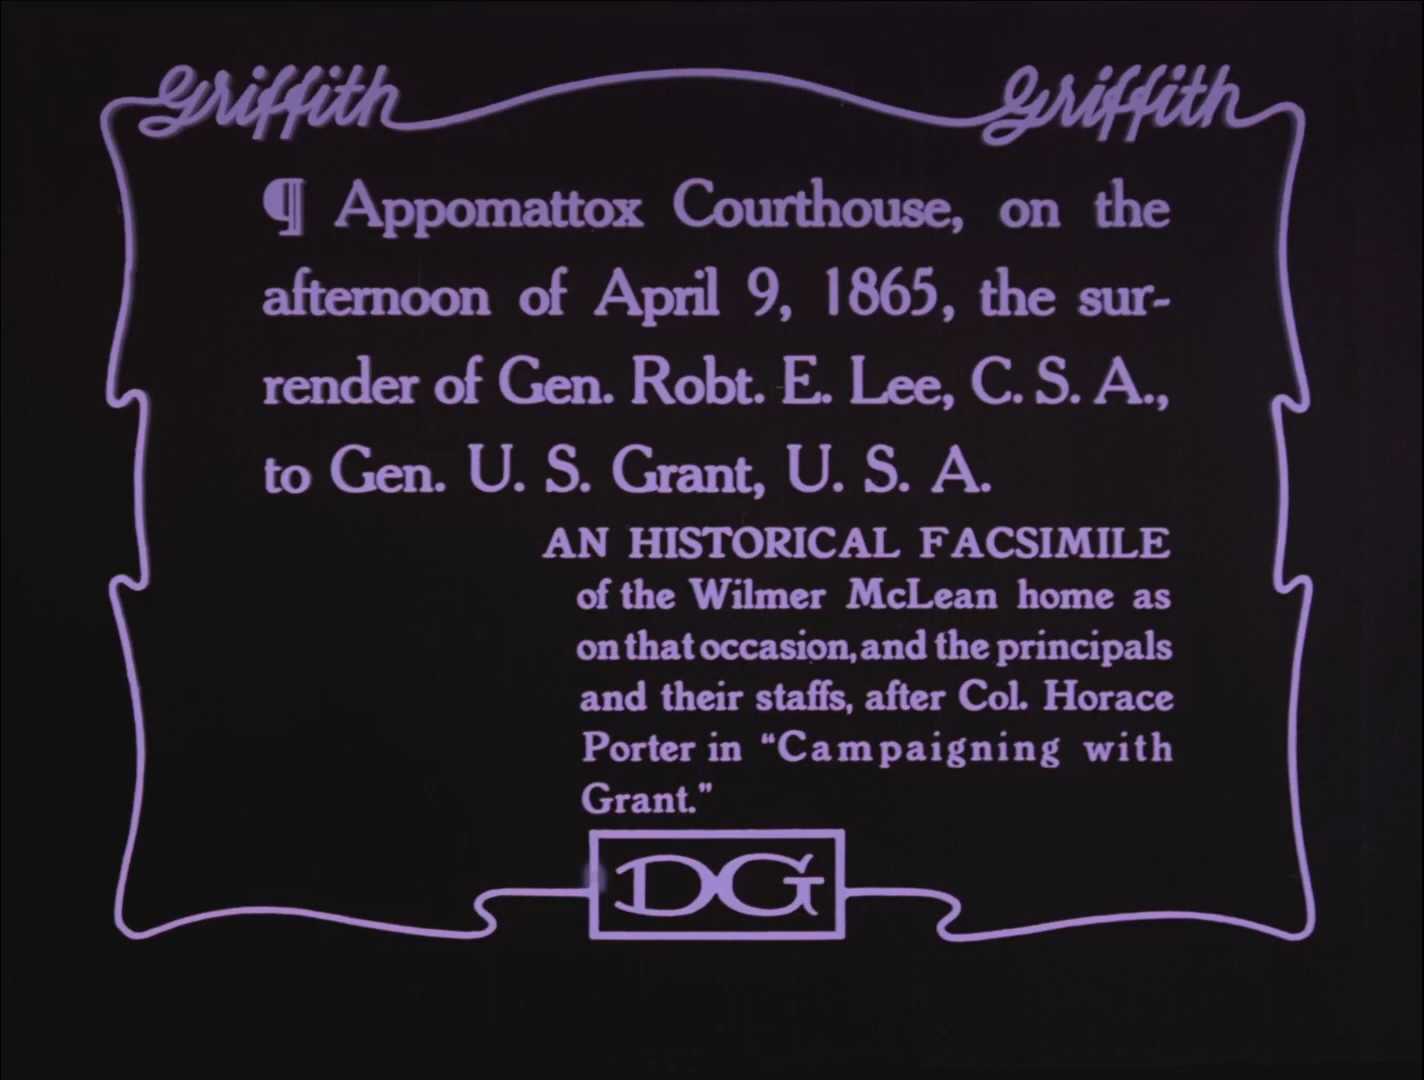 Griffith Griffith
¶ Appomattox Courthouse, on the
afternoon of April 9, 1865, the sur-
render of Gen. Robt. E. Lee, C. S. A.,
to Gen. U. S. Grant, U. S. A.
AN HISTORICAL FACSIMILE
of the Wilmer McLean home as
on that occasion, and the principals
and their staffs, after Col. Horace
Porter in “Campaigning with
Grant.”
DG